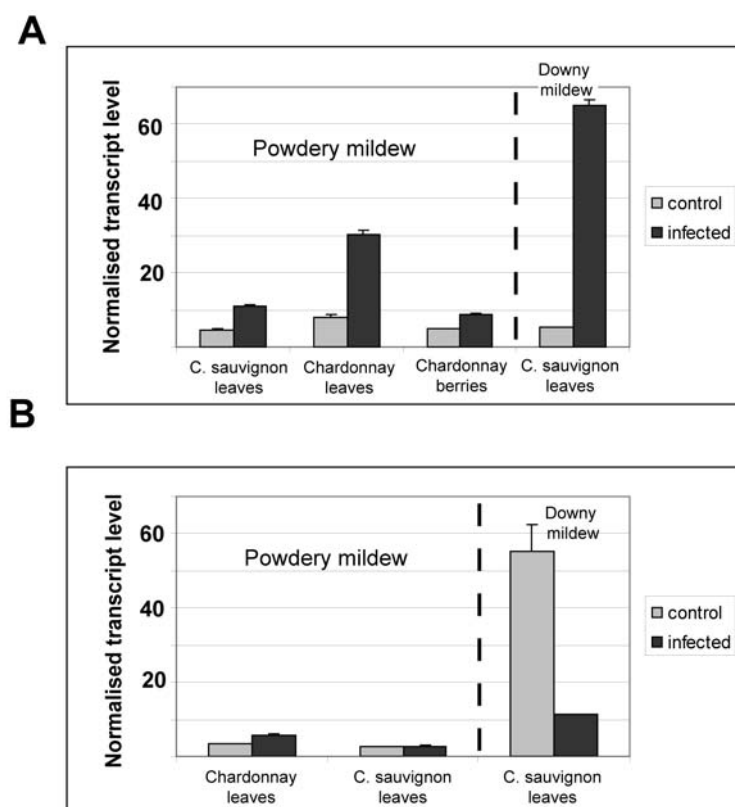 A
Normalised transcript level
60
40
20
Powdery mildew
Downy
mildew
control
infected
C. sauvignon
leaves
Chardonnay
leaves
Chardonnay
berries
C. sauvignon
leaves
B
Normalised transcript level
60
40
20
Powdery mildew
Downy
mildew
control
infected
Chardonnay
leaves
C. sauvignon
leaves
C. sauvignon
leaves